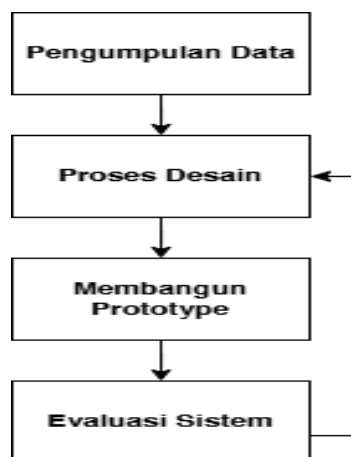 Pengumpulan Data
Proses Desain
Membangun
Prototype
Evaluasi Sistem